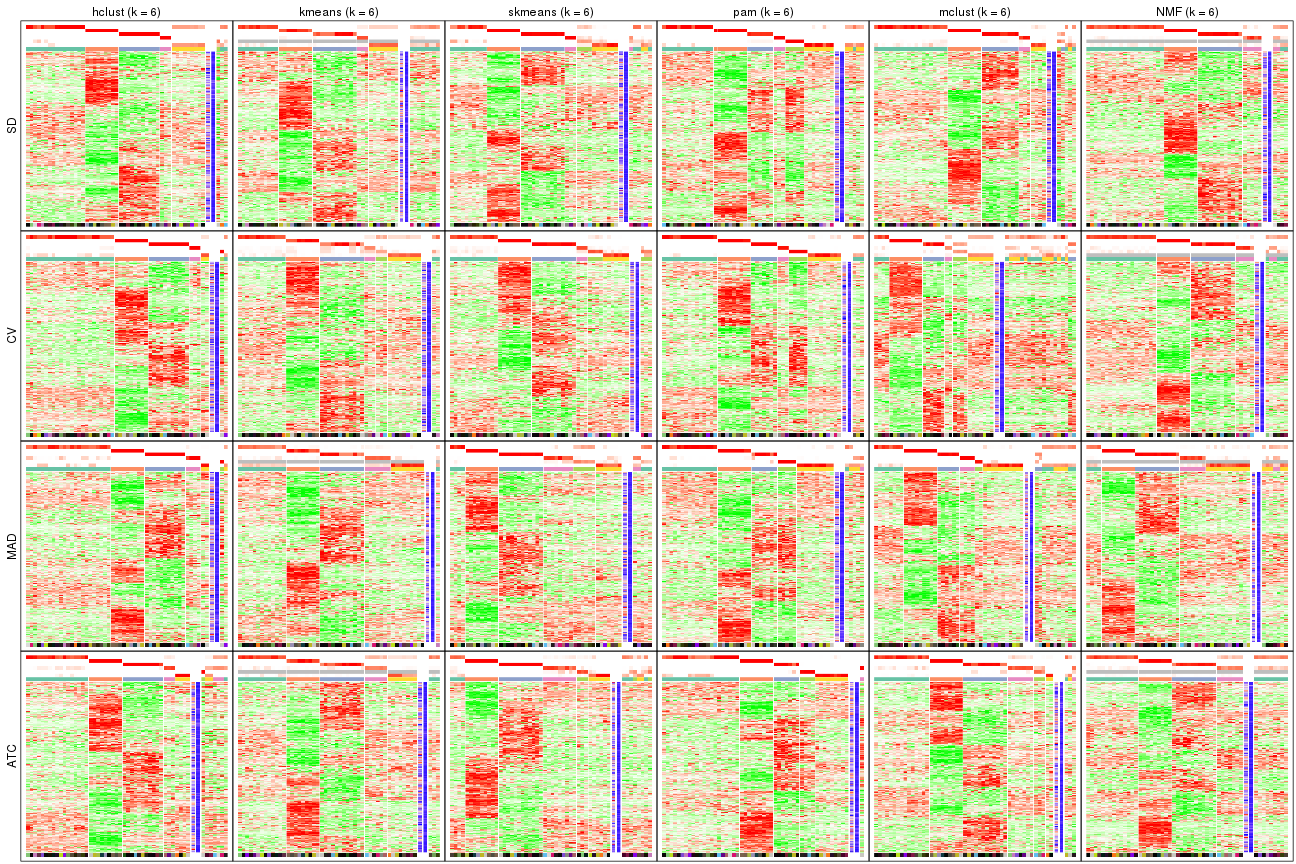 hclust (k = 6) kmeans (k = 6) skmeans (k = 6) pam (k = 6) mclust (k = 6) NMF (k = 6)
SD
CV
MAD
ATC